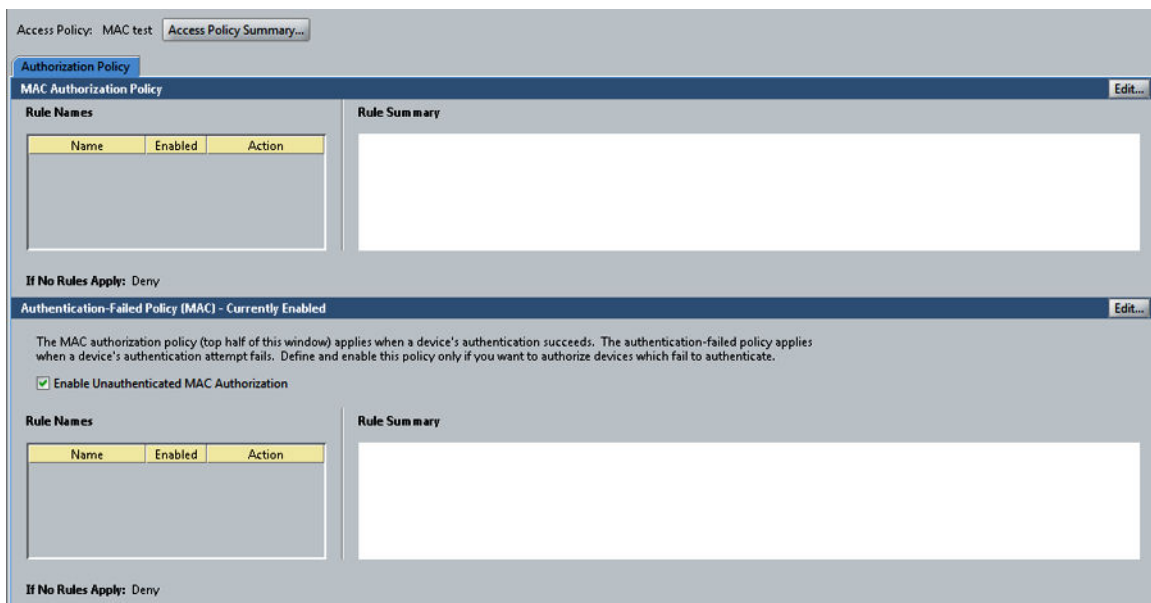 Access Policy: MAC test Access Policy Summary...
Authorization Policy
MAC Authorization Policy Edit...
Rule Names Rule Summary
Name Enabled Action
If No Rules Apply: Deny
Authentication-Failed Policy (MAC) - Currently Enabled Edit...
The MAC authorization policy (top half of this window) applies when a device's authentication succeeds. The authentication-failed policy applies
when a device's authentication attempt fails. Define and enable this policy only if you want to authorize devices which fail to authenticate.
Enable Unauthenticated MAC Authorization
Rule Names Rule Summary
Name Enabled Action
If No Rules Apply: Deny